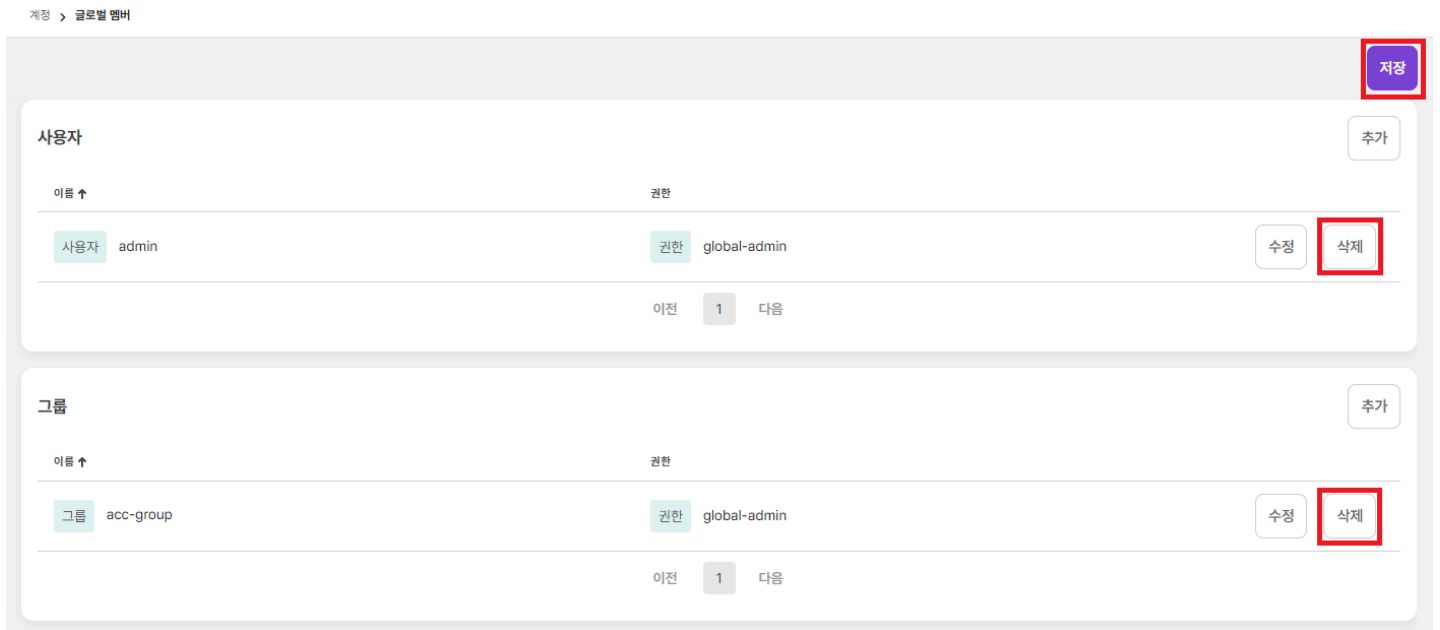 계정 > 글로벌 멤버
저장
사용자 추가
이름 ↑ 권한
사용자 admin 권한 global-admin 수정 삭제
이전 1 다음
그룹 추가
이름 ↑ 권한
그룹 acc-group 권한 global-admin 수정 삭제
이전 1 다음